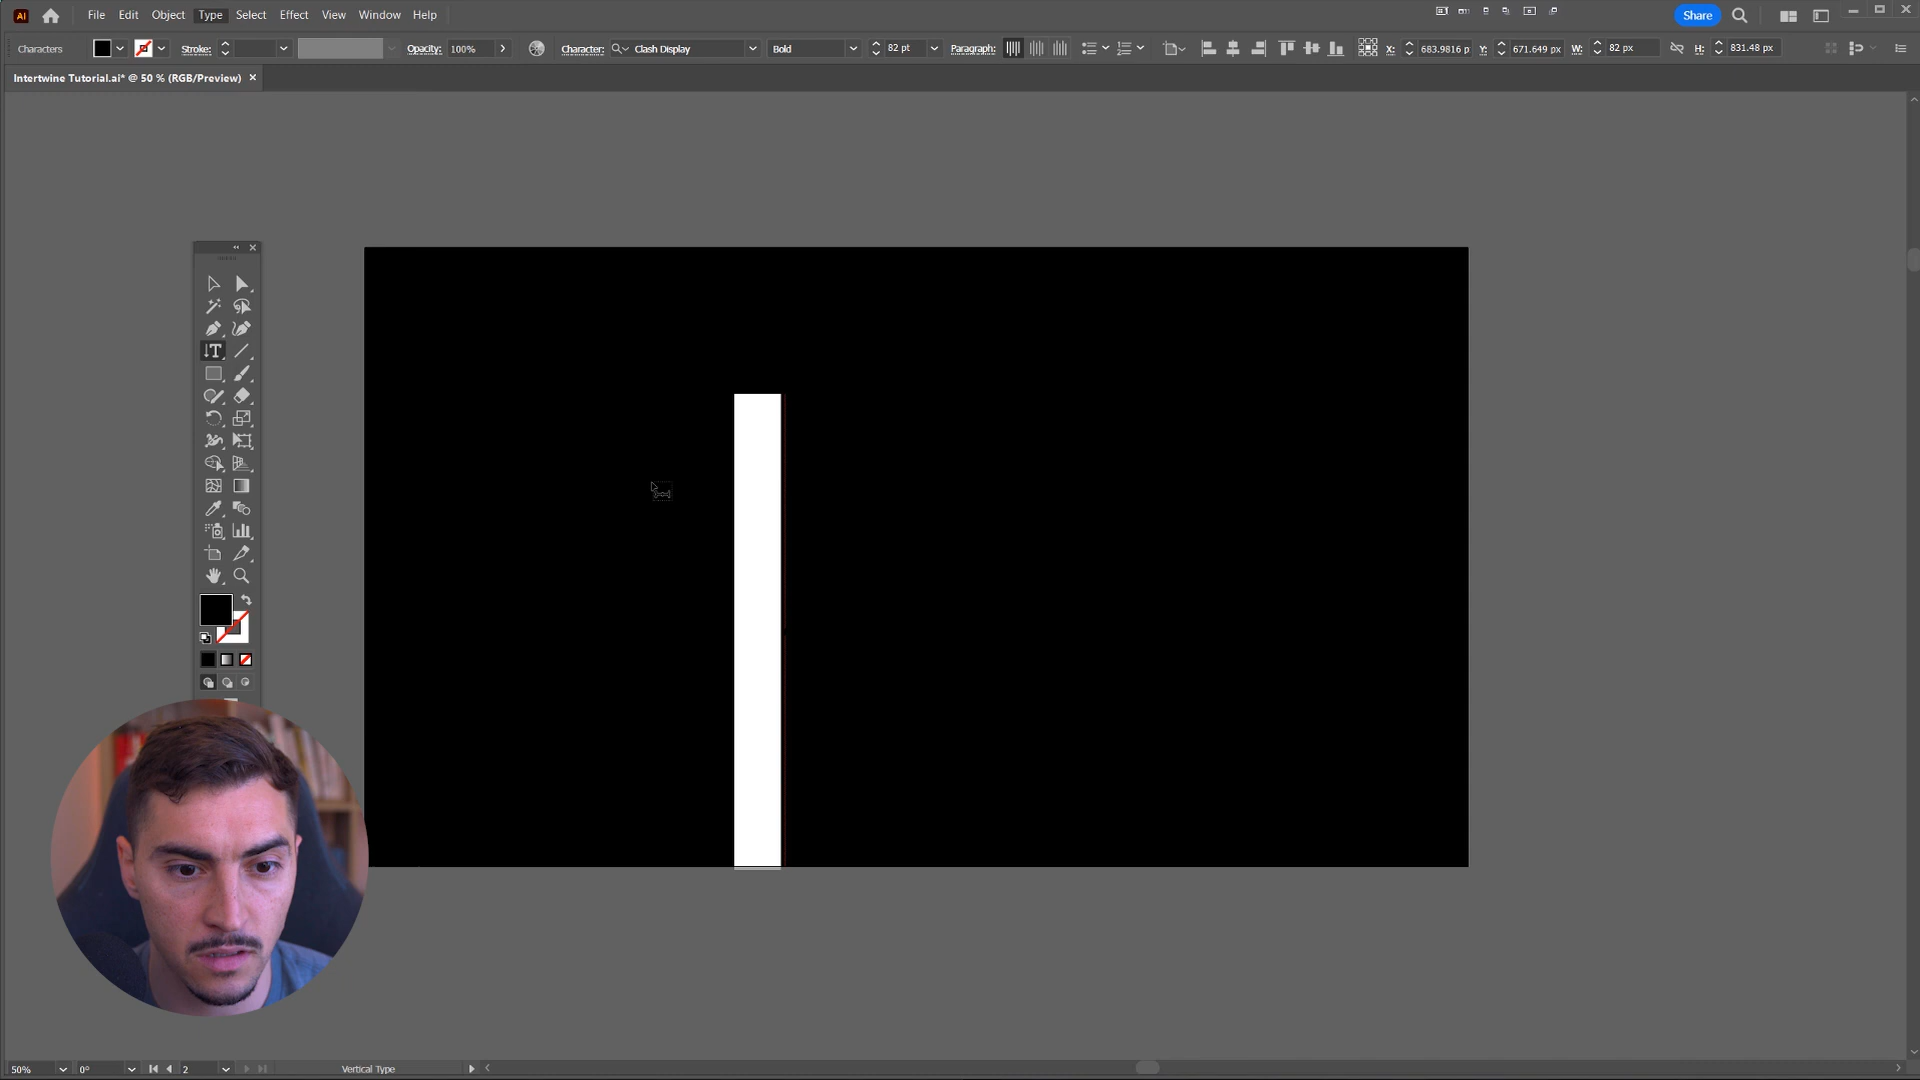 Ai File Edit Object Type Select Effect View Window Help Share
Characters Stroke: Opacity: 100% Character: Clash Display Bold 82 pt Paragraph: X: 683.9816 p Y: 671.649 px W: 82 px H: 831.48 px
Intertwine Tutorial.ai* @ 50 % (RGB/Preview) ×
50% 0° 2 Vertical Type